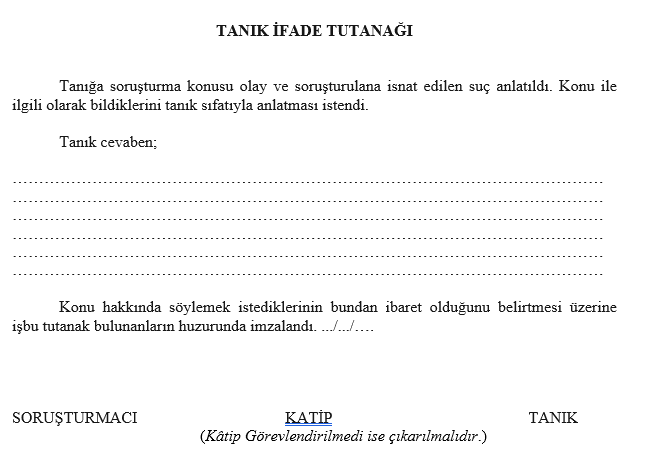 TANIK İFADE TUTANAĞI
Tanığa soruşturma konusu olay ve soruşturulana isnat edilen suç anlatıldı. Konu ile
ilgili olarak bildiklerini tanık sıfatıyla anlatması istendi.
Tanık cevaben;
…………………………………………………………………………………………………
…………………………………………………………………………………………………
…………………………………………………………………………………………………
…………………………………………………………………………………………………
…………………………………………………………………………………………………
…………………………………………………………………………………………………
Konu hakkında söylemek istediklerinin bundan ibaret olduğunu belirtmesi üzerine
işbu tutanak bulunanların huzurunda imzalandı. .../.../….
SORUŞTURMACI KATİP TANIK
(Kâtip Görevlendirilmedi ise çıkarılmalıdır.)